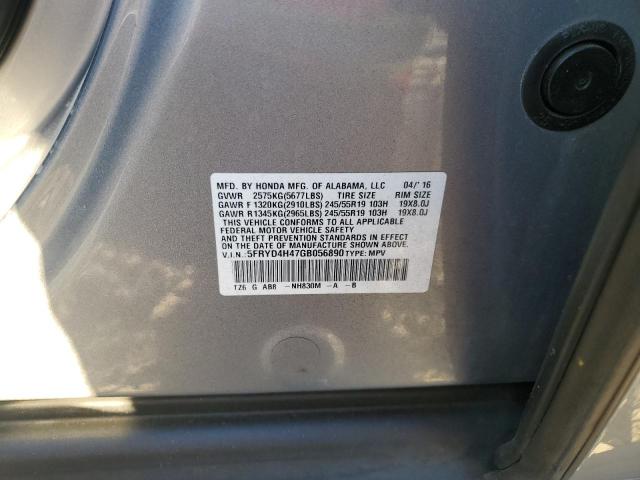 MFD. BY HONDA MFG. OF ALABAMA, LLC 04/'16
GVWR 2575KG(5677LBS) TIRE SIZE RIM SIZE
GAWR F 1320KG(2910LBS) 245/55R19 103H 19X8.0J
GAWR R1345KG(2965LBS) 245/55R19 103H 19X8.0J
THIS VEHICLE CONFORMS TO ALL APPLICABLE
FEDERAL MOTOR VEHICLE SAFETY, BUMPER,
AND THEFT PREVENTION STANDARDS IN EFFECT
ON THE DATE OF MANUFACTURE SHOWN ABOVE.
V.I.N.:5FRYD4H47GB056890 TYPE: MPV
TZ6 G AB8 -NH830M -A -B